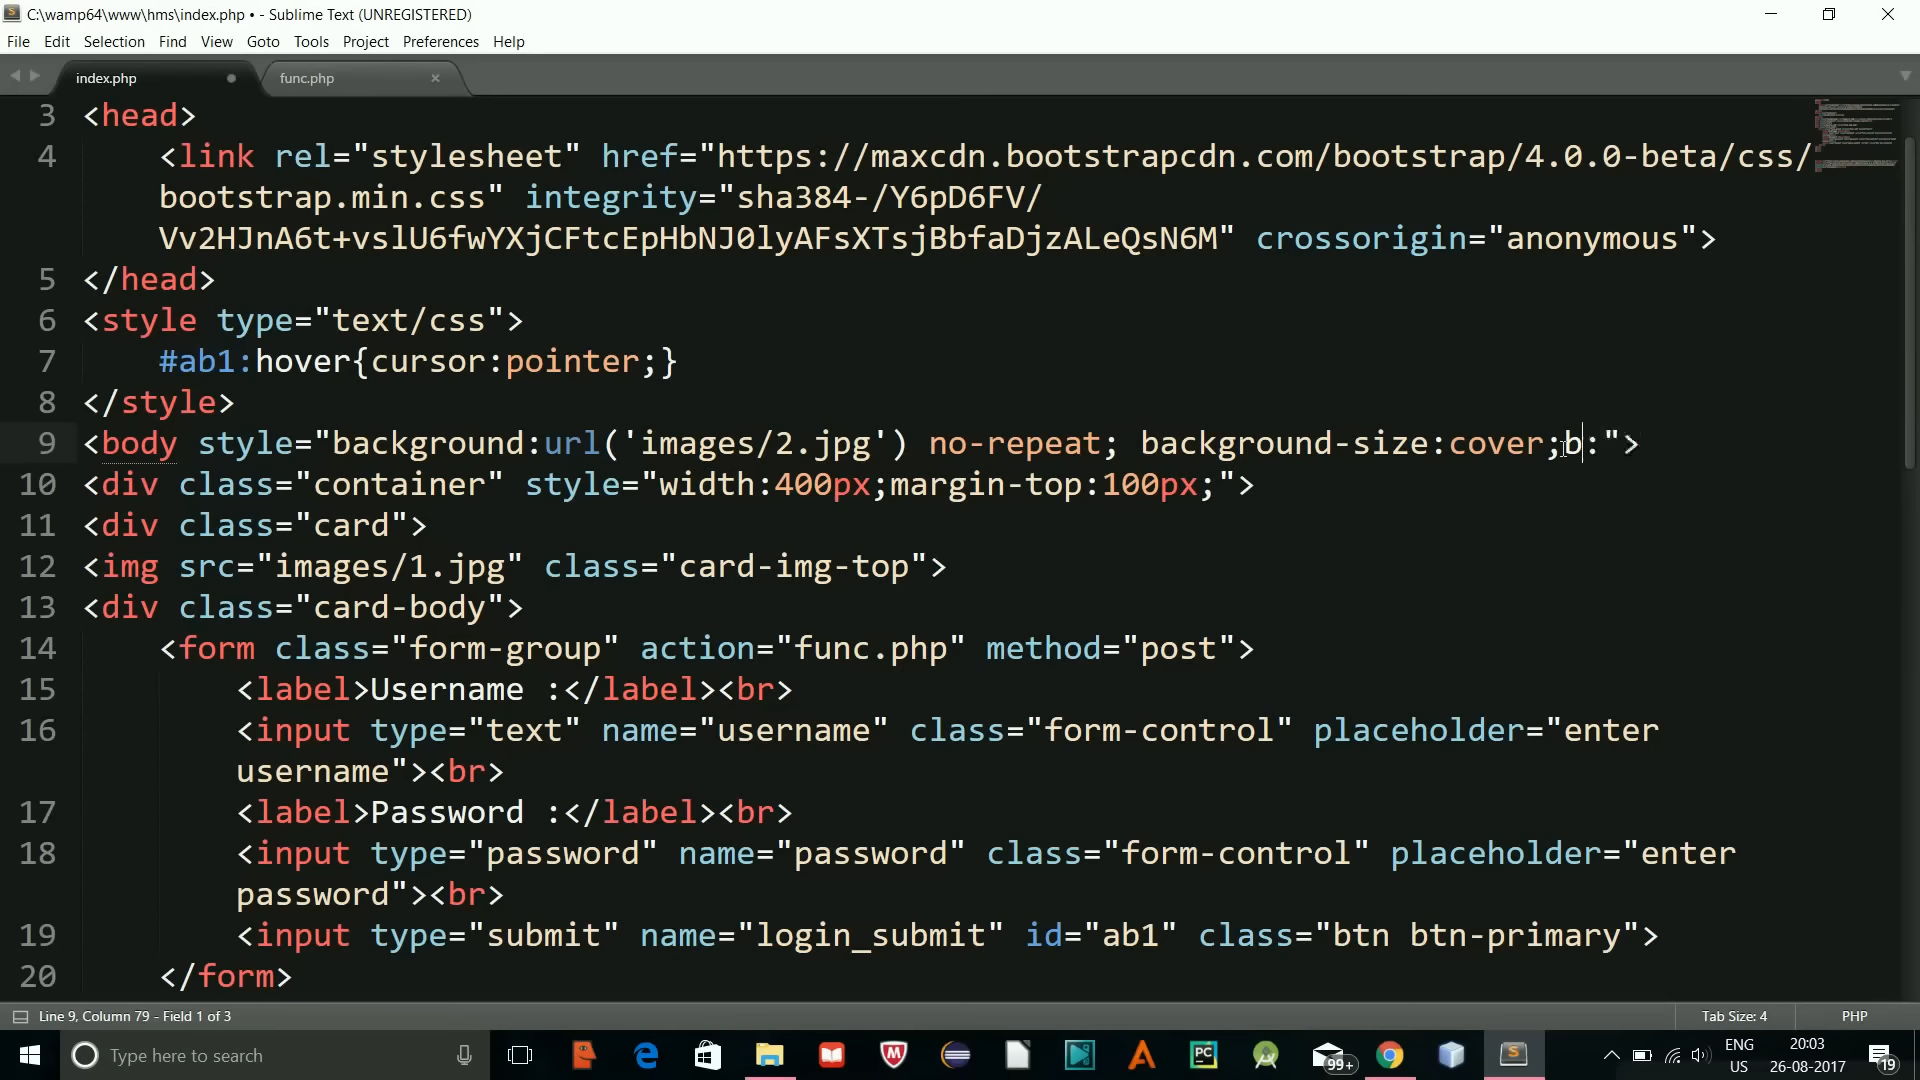 C:\wamp64\www\hms\index.php • - Sublime Text (UNREGISTERED)
File Edit Selection Find View Goto Tools Project Preferences Help
index.php func.php
3 <head>
4 <link rel="stylesheet" href="https://maxcdn.bootstrapcdn.com/bootstrap/4.0.0-beta/css/
bootstrap.min.css" integrity="sha384-/Y6pD6FV/
Vv2HJnA6t+vslU6fwYXjCFtcEpHbNJ0lyAFsXTsjBbfaDjzALeQsN6M" crossorigin="anonymous">
5 </head>
6 <style type="text/css">
7 #ab1:hover{cursor:pointer;}
8 </style>
9 <body style="background:url('images/2.jpg') no-repeat; background-size:cover;b:">
10 <div class="container" style="width:400px;margin-top:100px;">
11 <div class="card">
12 <img src="images/1.jpg" class="card-img-top">
13 <div class="card-body">
14 <form class="form-group" action="func.php" method="post">
15 <label>Username :</label><br>
16 <input type="text" name="username" class="form-control" placeholder="enter
username"><br>
17 <label>Password :</label><br>
18 <input type="password" name="password" class="form-control" placeholder="enter
password"><br>
19 <input type="submit" name="login_submit" id="ab1" class="btn btn-primary">
20 </form>
Line 9, Column 79 - Field 1 of 3 Tab Size: 4 PHP
Type here to search
PC
99+
ENG
US
20:03
26-08-2017
19